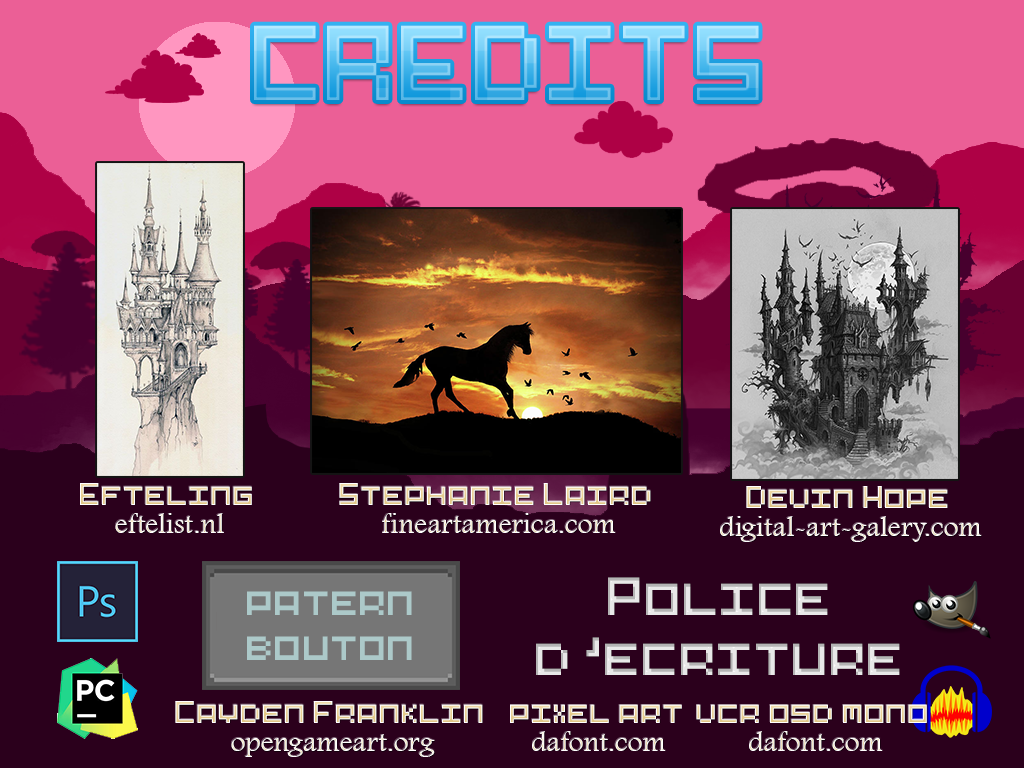 CREDITS
EFTELING
eftelist.nl
STEPHANIE LAIRD
fineartamerica.com
DEVIN HOPE
digital-art-galery.com
Ps
PATERN
BOUTON
POLICE
D'ECRITURE
PC
CAYDEN FRANKLIN
opengameart.org
PIXEL ART
dafont.com
VCR OSD MONO
dafont.com